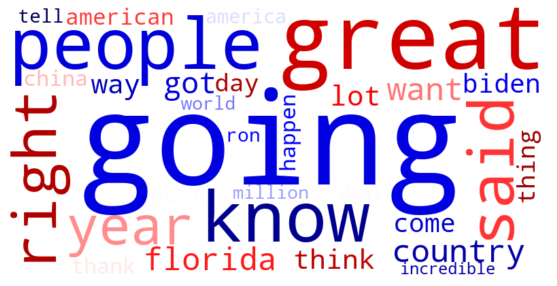 tell american america
people great
china way got day lot want biden
world
right going ron happen said thing
million
year know come
thank florida think country
incredible